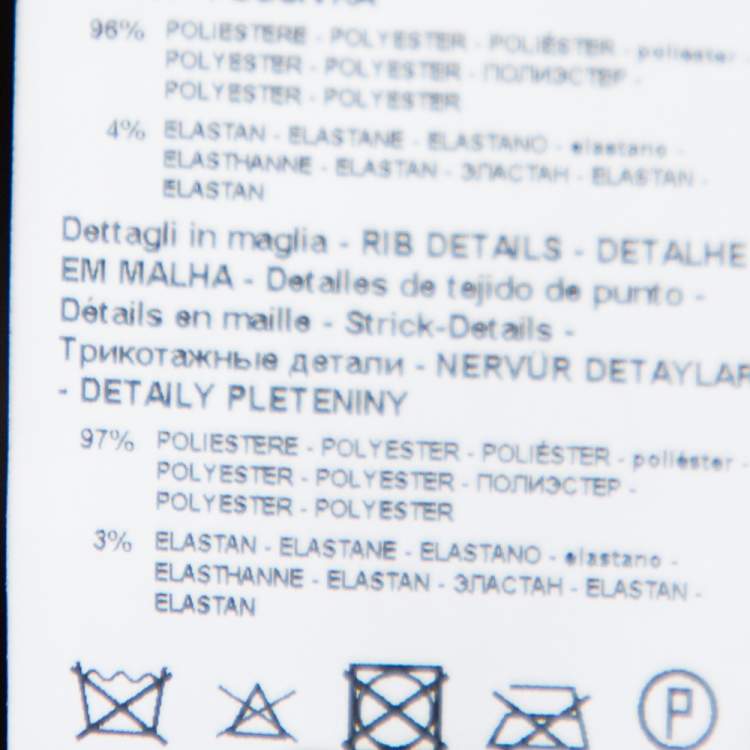 96% POLIESTERE - POLYESTER - POLIÉSTER - poliéster -
POLYESTER - POLYESTER - ПОЛИЭСТЕР -
POLYESTER - POLYESTER
4% ELASTAN - ELASTANE - ELASTANO - elastano -
ELASTHANNE - ELASTAN - ЭЛАСТАН - ELASTAN -
ELASTAN
Dettagli in maglia - RIB DETAILS - DETALHE
EM MALHA - Detalles de tejido de punto -
Détails en maille - Strick-Details -
Трикотажные детали - NERVÜR DETAYLAR
- DETAILY PLETENINY
97% POLIESTERE - POLYESTER - POLIÉSTER - poliéster -
POLYESTER - POLYESTER - ПОЛИЭСТЕР -
POLYESTER - POLYESTER
3% ELASTAN - ELASTANE - ELASTANO - elastano -
ELASTHANNE - ELASTAN - ЭЛАСТАН - ELASTAN -
ELASTAN
P